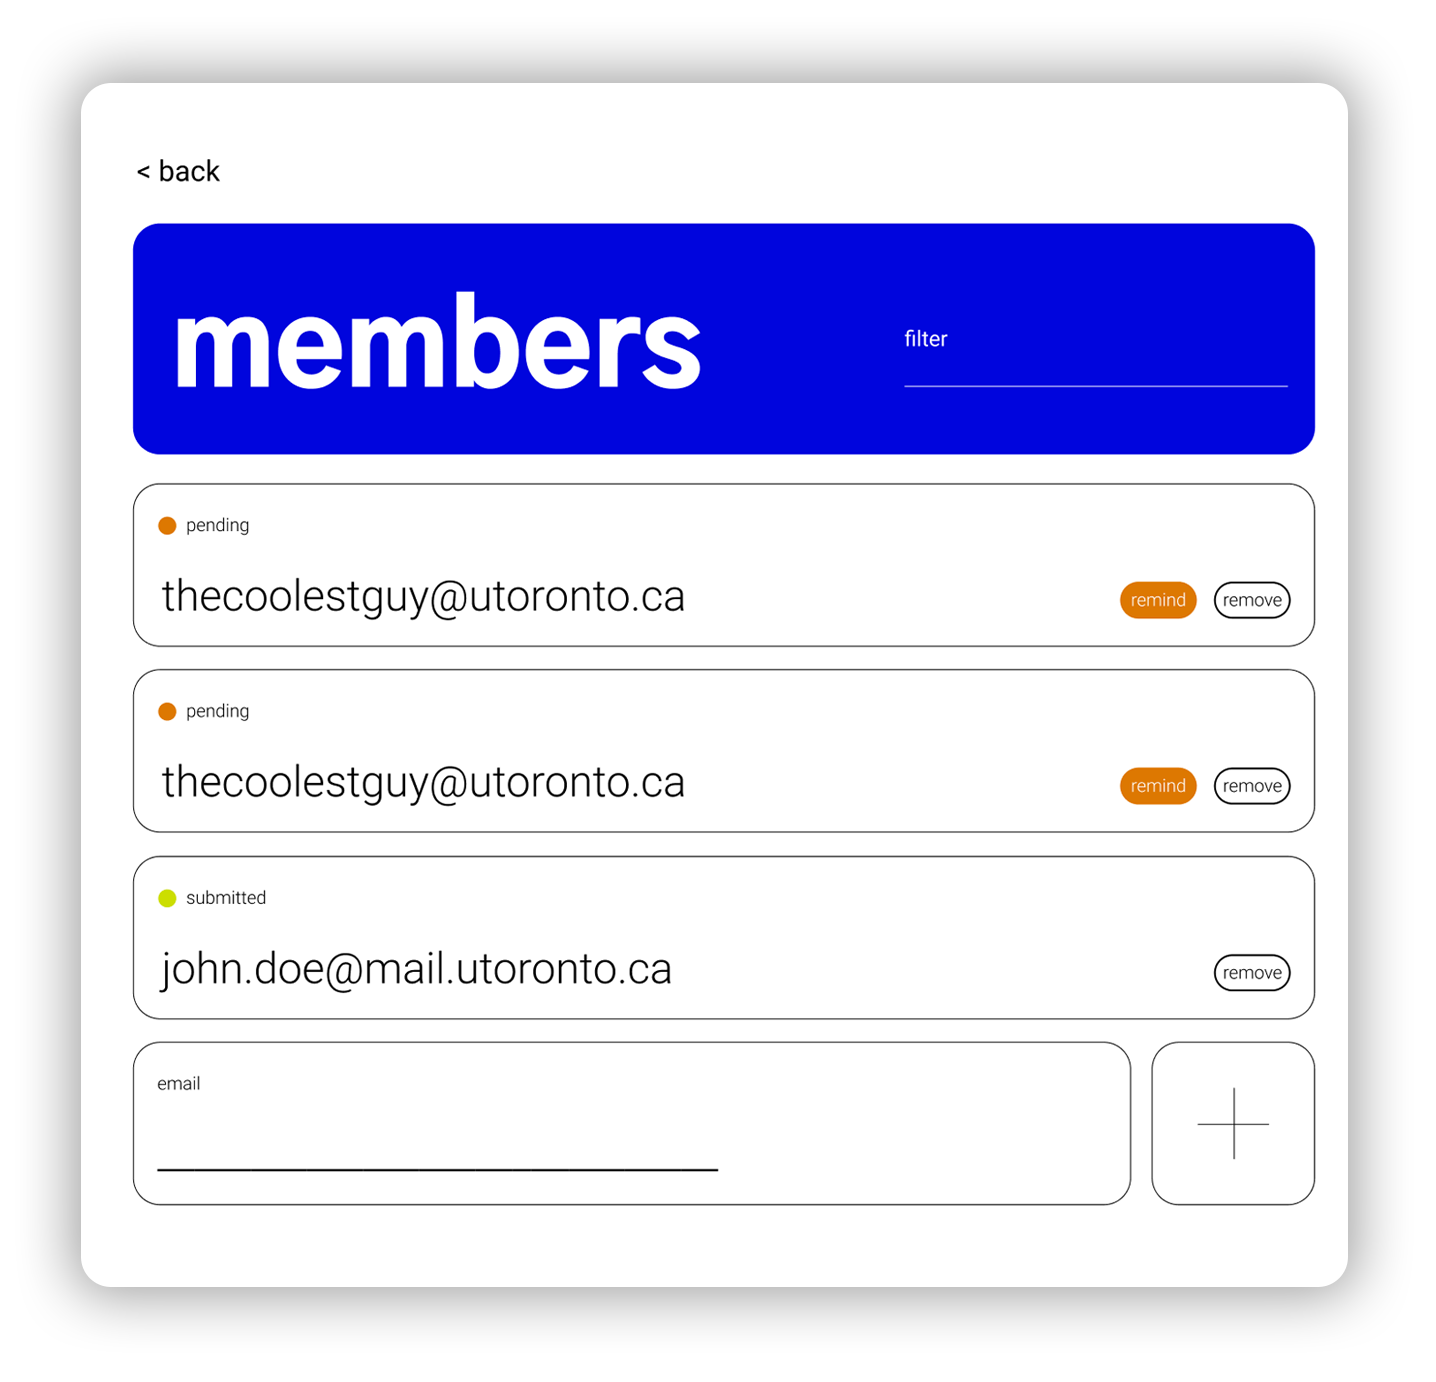 < back
members
filter
pending
thecoolestguy@utoronto.ca
remind
remove
pending
thecoolestguy@utoronto.ca
remind
remove
submitted
john.doe@mail.utoronto.ca
remove
email